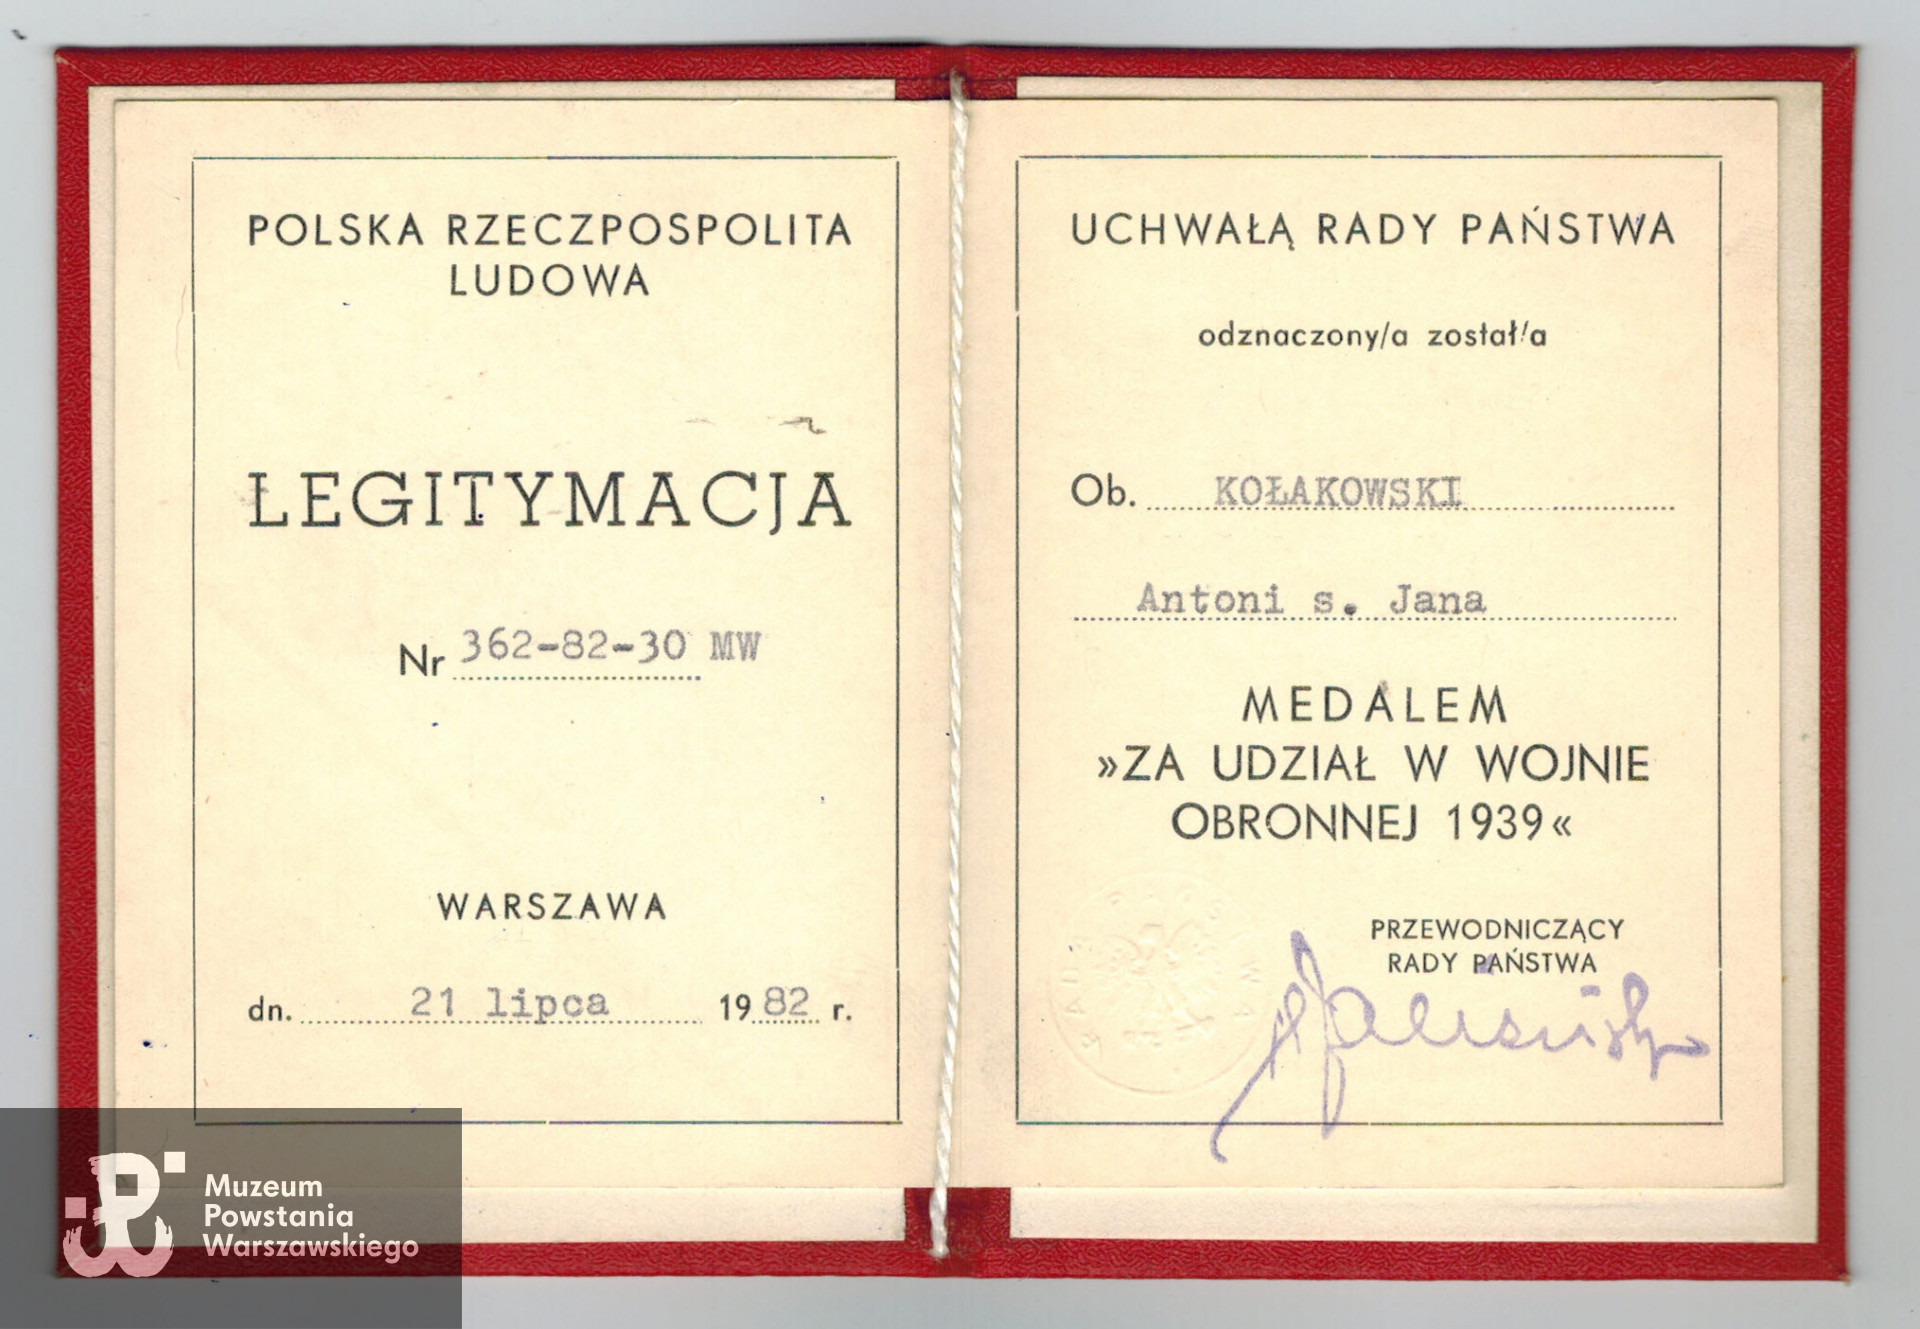 POLSKA RZECZPOSPOLITA
LUDOWA
LEGITYMACJA
Nr 362-82-30 MW
WARSZAWA
dn. 21 lipca 1982 r.
UCHWAŁĄ RADY PAŃSTWA
odznaczony/a został/a
Ob. KOŁAKOWSKI
Antoni s. Jana
MEDALEM
»ZA UDZIAŁ W WOJNIE
OBRONNEJ 1939«
PRZEWODNICZĄCY
RADY PAŃSTWA
Muzeum
Powstania
Warszawskiego